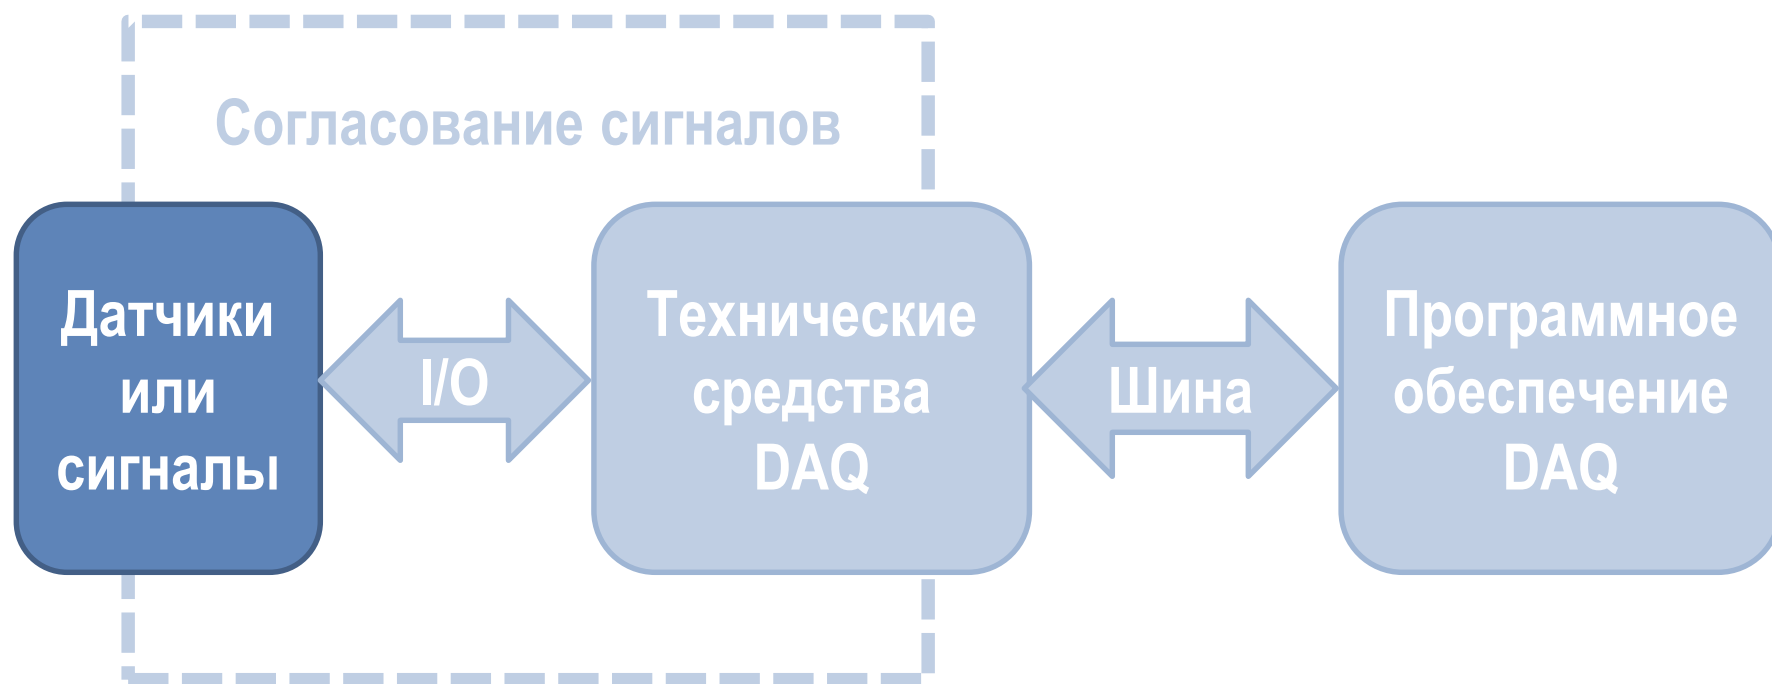 Согласование сигналов
Датчики
или
сигналы
I/O
Технические
средства
DAQ
Шина
Программное
обеспечение
DAQ